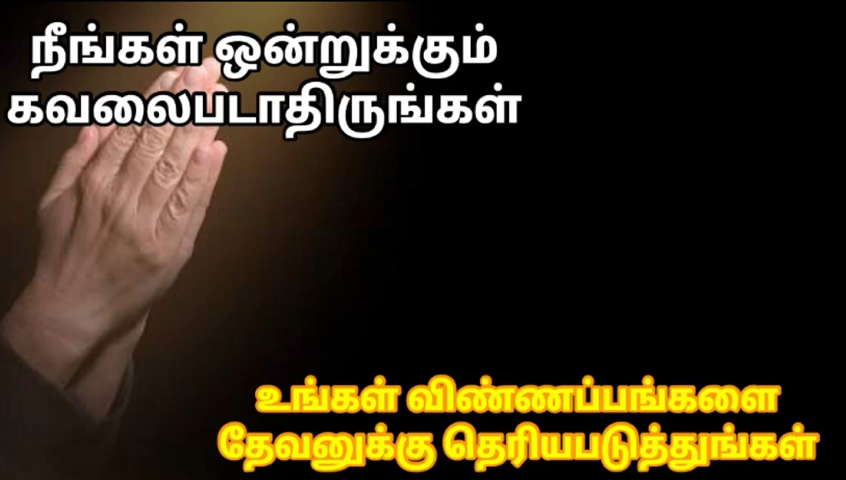 நீங்கள் ஒன்றுக்கும்
கவலைபடாதிருங்கள்
உங்கள் விண்ணப்பங்களை
தேவனுக்கு தெரியபடுத்துங்கள்